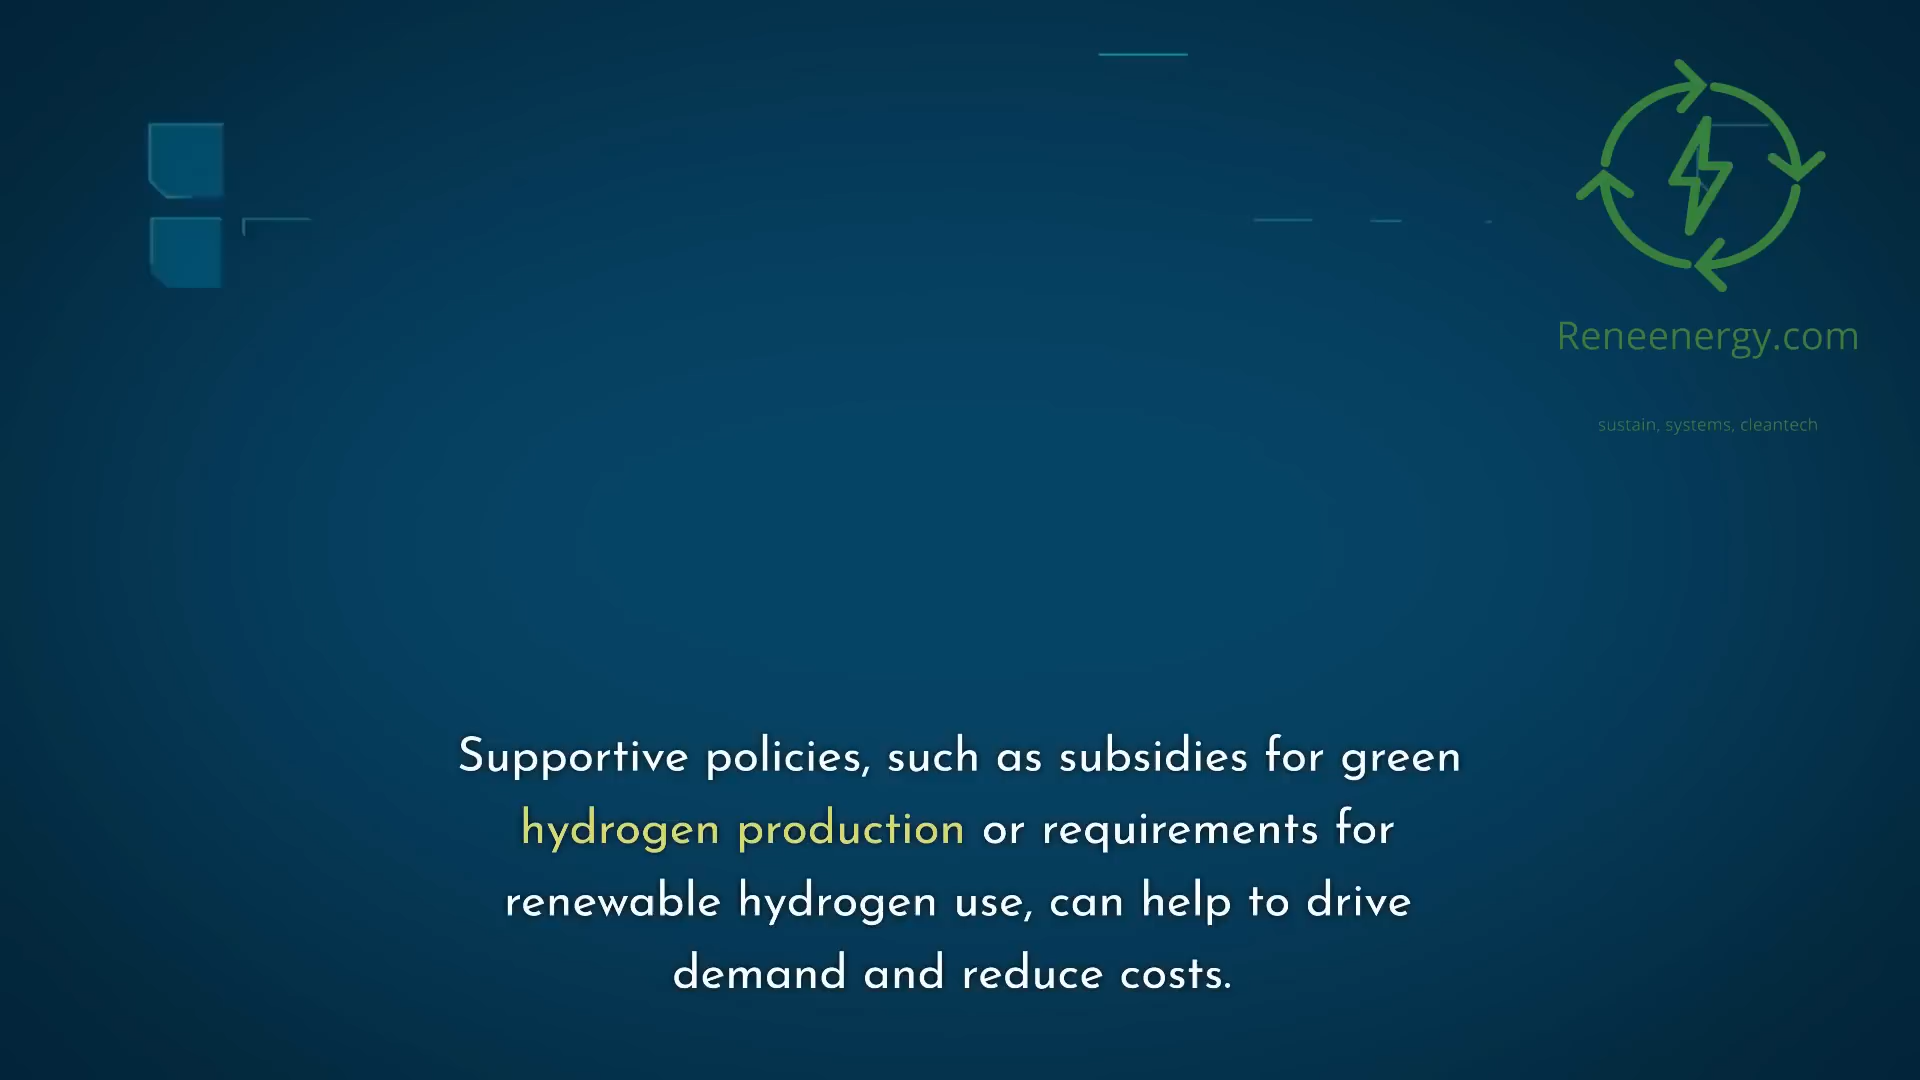 Reneenergy.com
sustain, systems, cleantech
Supportive policies, such as subsidies for green
hydrogen production or requirements for
renewable hydrogen use, can help to drive
demand and reduce costs.